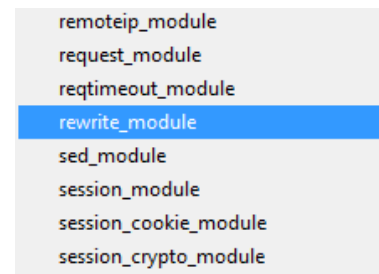 remoteip_module
request_module
reqtimeout_module
rewrite_module
sed_module
session_module
session_cookie_module
session_crypto_module